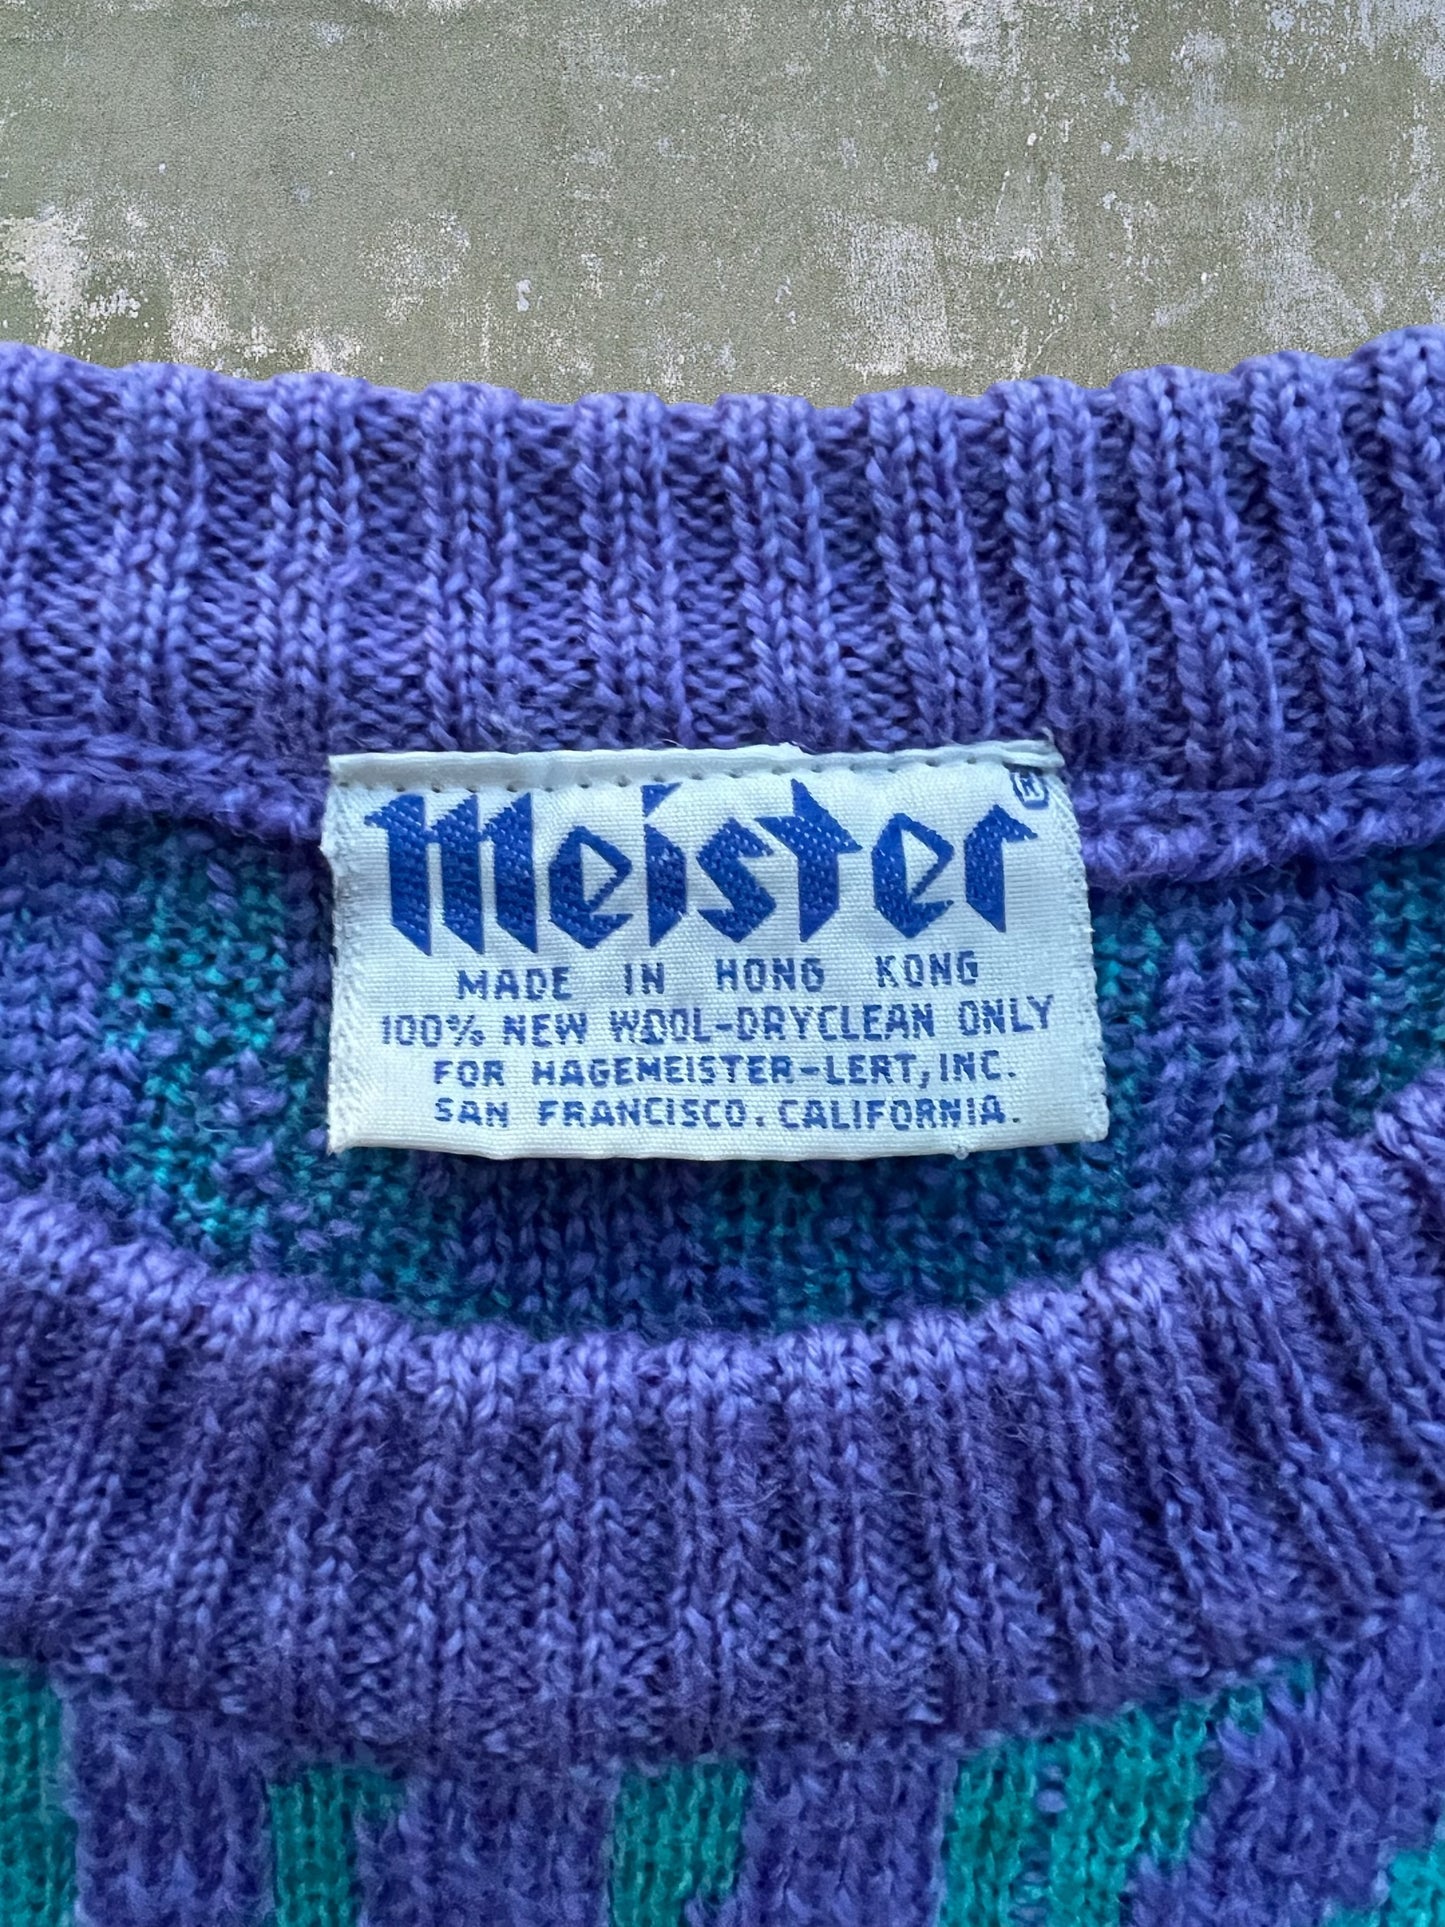 Meister ®
MADE IN HONG KONG
100% NEW WOOL-DRYCLEAN ONLY
FOR HAGEMEISTER-LERT, INC.
SAN FRANCISCO. CALIFORNIA.